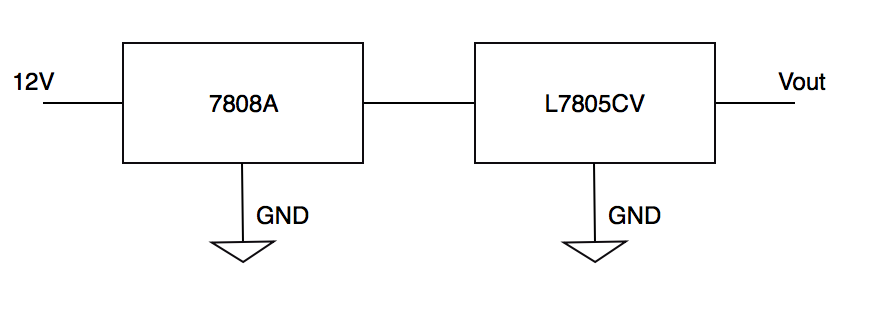 12V
7808A
L7805CV
Vout
GND
GND